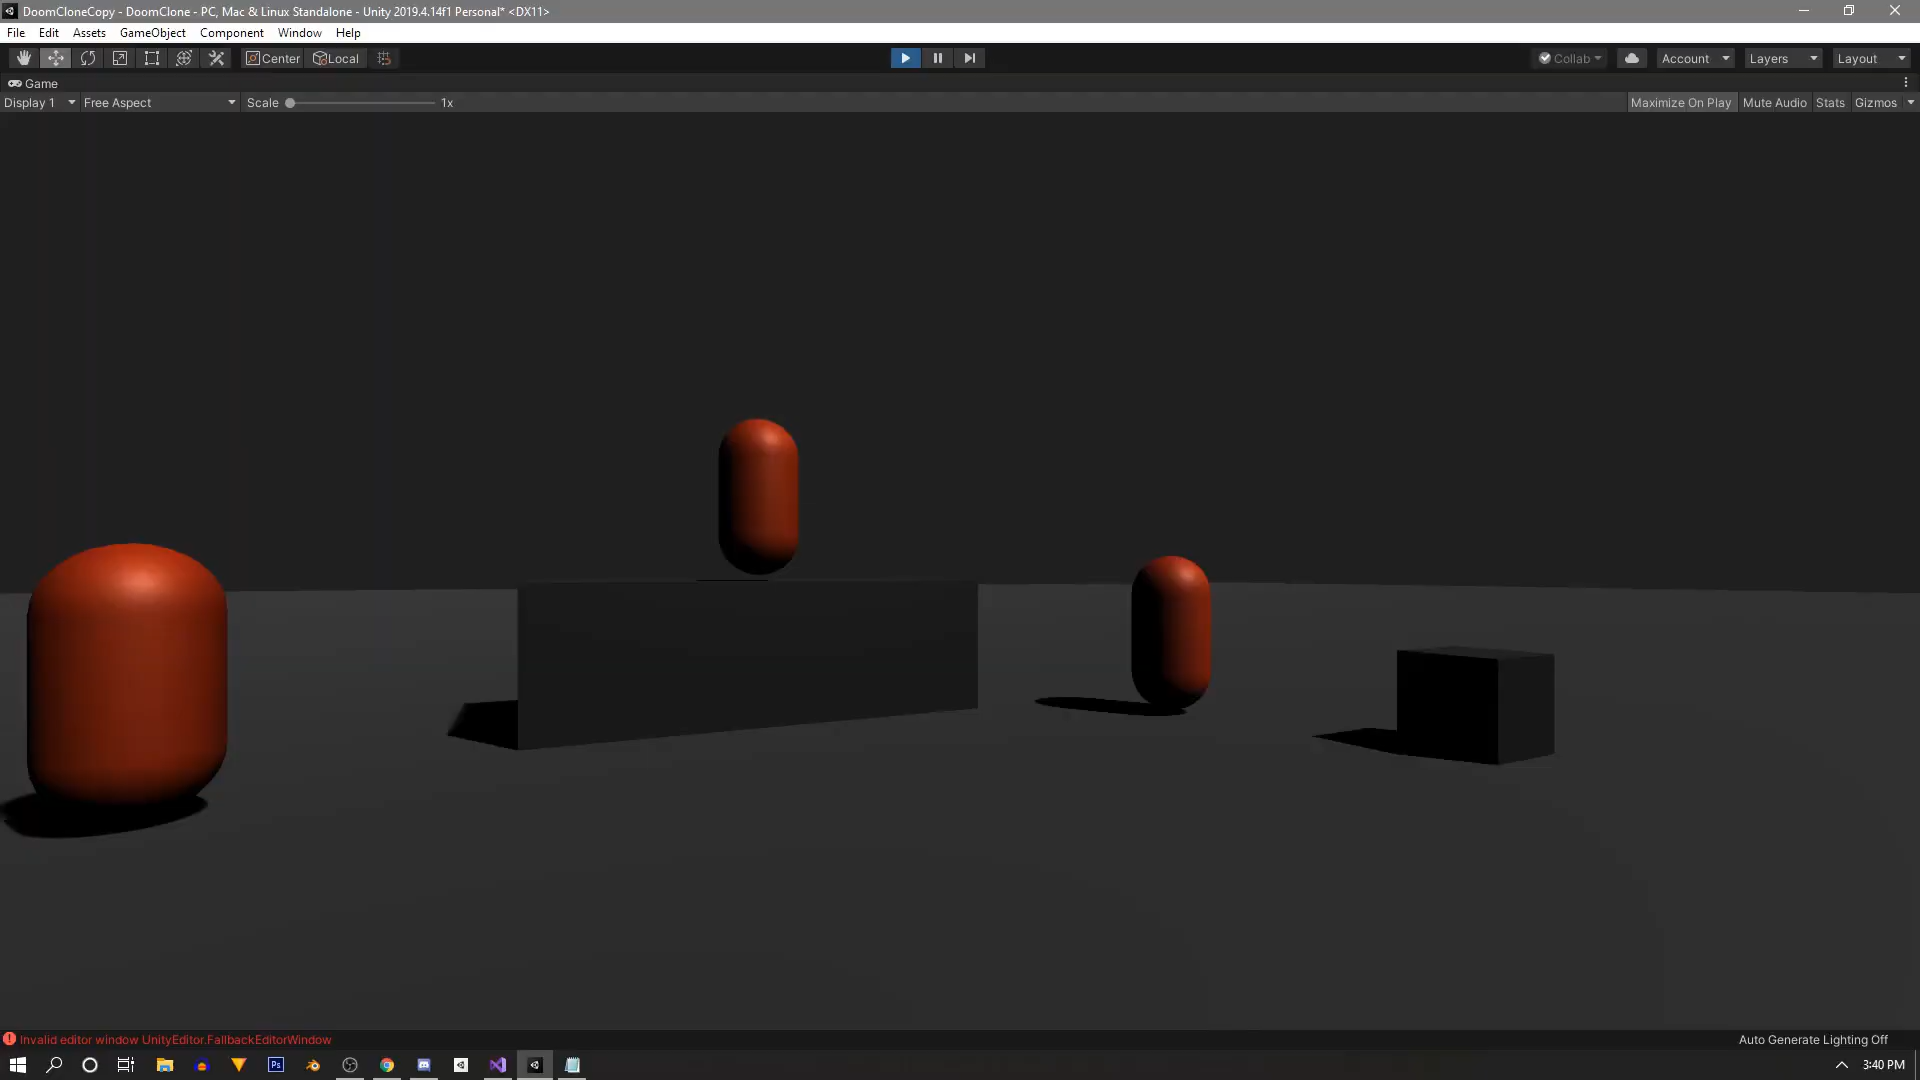 DoomCloneCopy - DoomClone - PC, Mac & Linux Standalone - Unity 2019.4.14f1 Personal* <DX11>
File Edit Assets GameObject Component Window Help
Center Local Collab Account Layers Layout
Game
Display 1 Free Aspect Scale 1x Maximize On Play Mute Audio Stats Gizmos
Invalid editor window UnityEditor.FallbackEditorWindow Auto Generate Lighting Off
Ps 3:40 PM